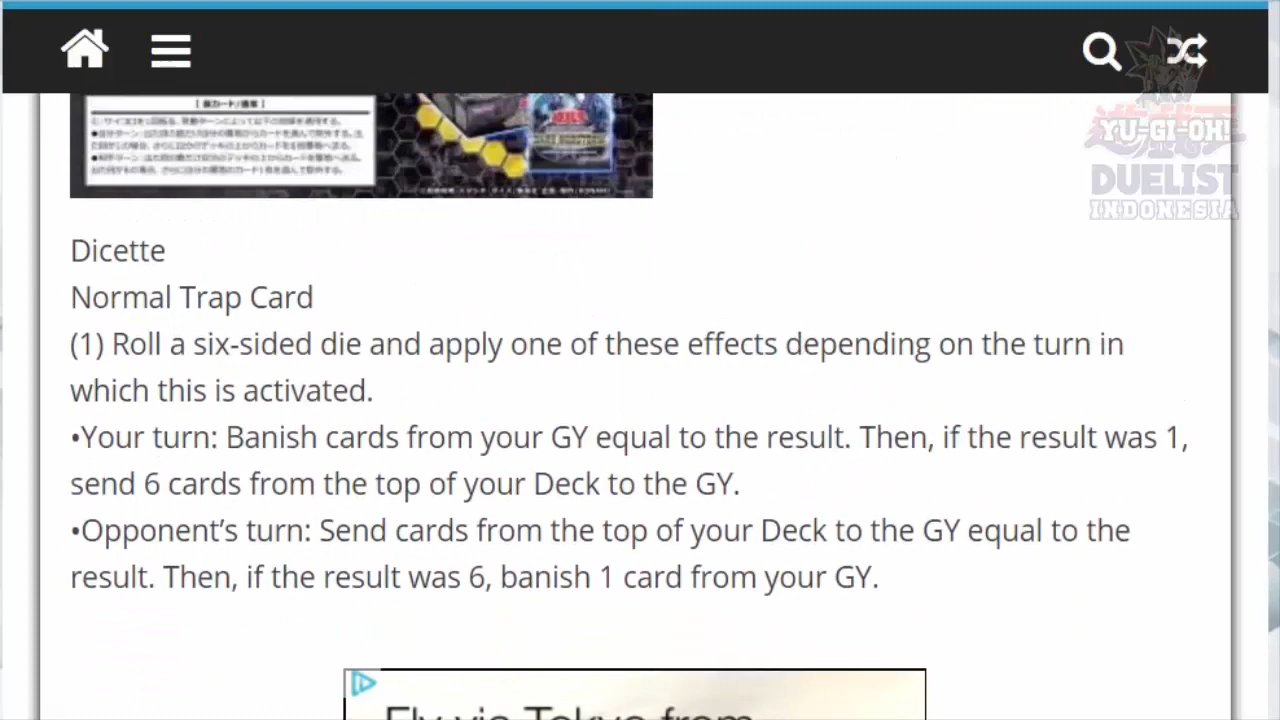 YU-GI-OH!
DUELIST
INDONESIA
Dicette
Normal Trap Card
(1) Roll a six-sided die and apply one of these effects depending on the turn in
which this is activated.
•Your turn: Banish cards from your GY equal to the result. Then, if the result was 1,
send 6 cards from the top of your Deck to the GY.
•Opponent’s turn: Send cards from the top of your Deck to the GY equal to the
result. Then, if the result was 6, banish 1 card from your GY.
Fly via Tokyo from